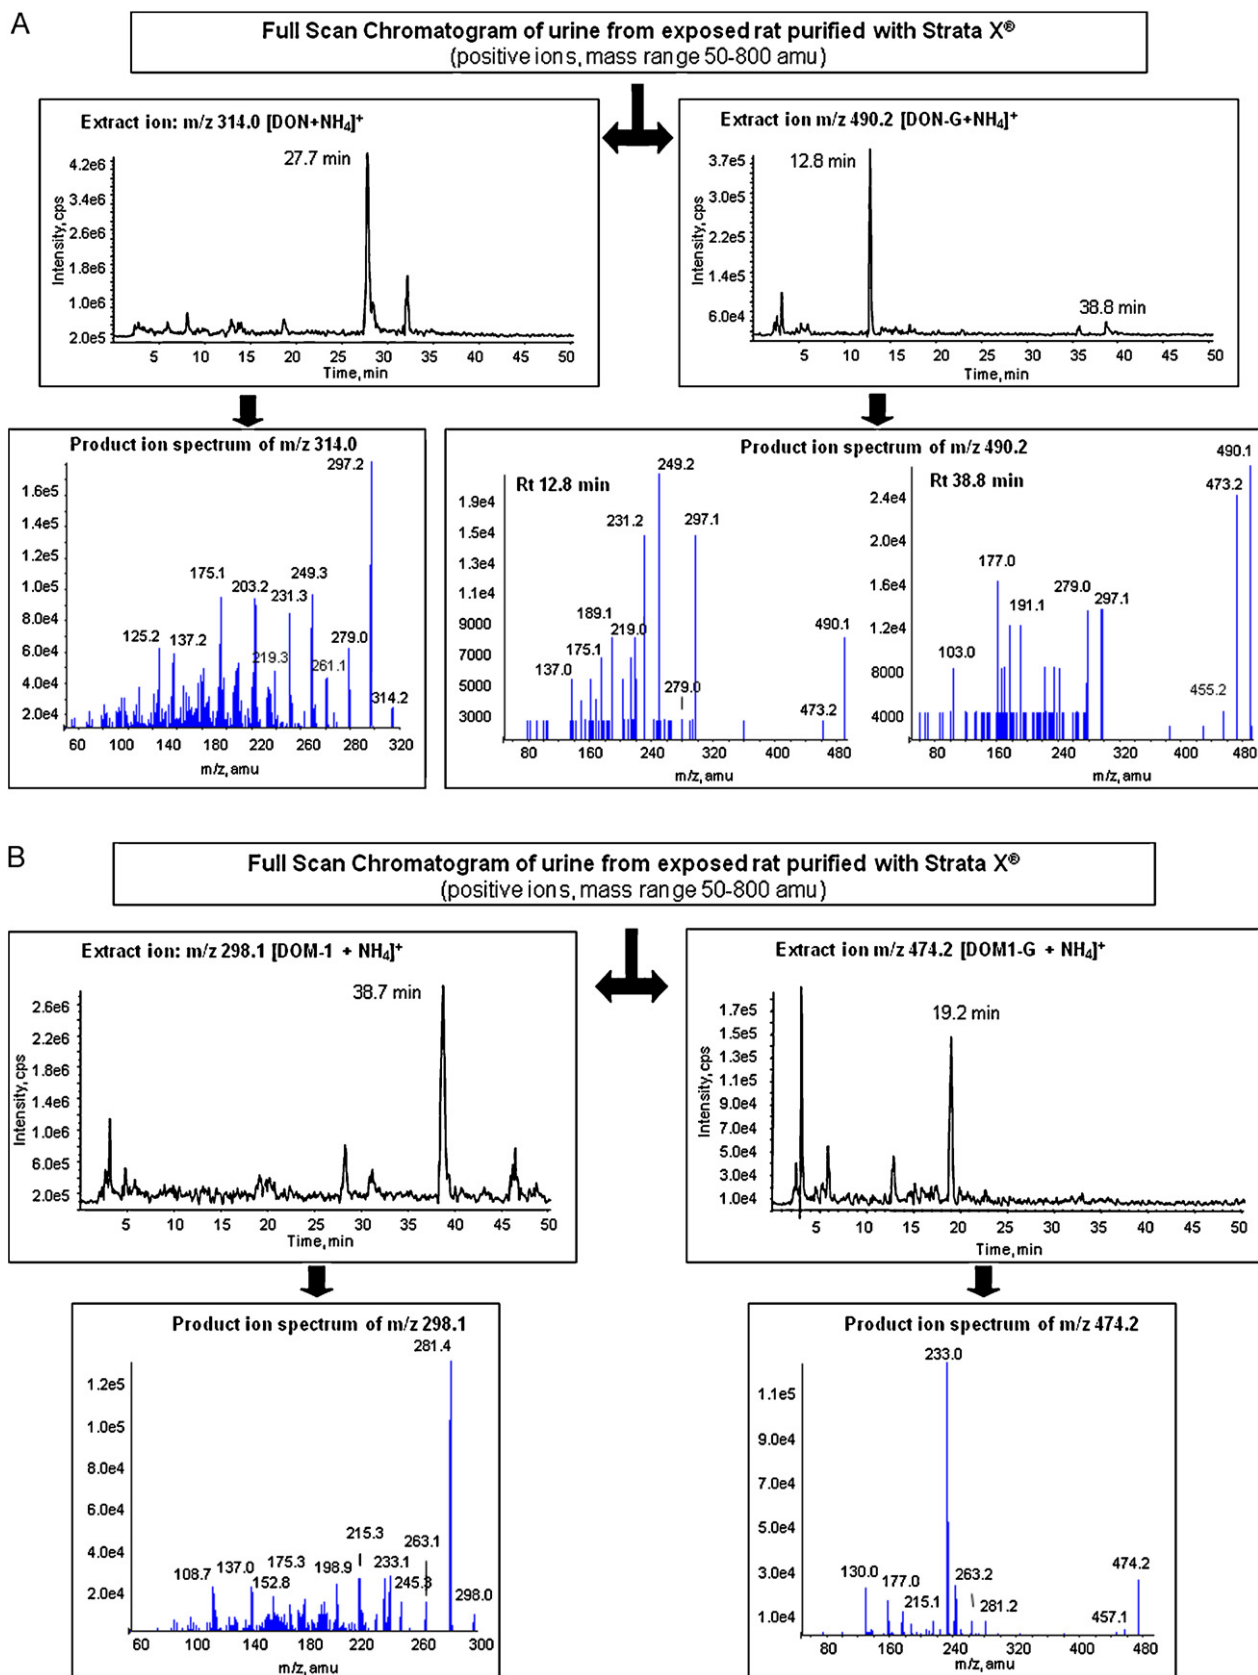 A
Full Scan Chromatogram of urine from exposed rat purified with Strata X®
(positive ions, mass range 50-800 amu)
Extract ion: m/z 314.0 [DON+NH₄]⁺
27.7 min
Intensity, cps
4.2e6
3.4e6
2.6e6
1.8e6
1.0e6
2.0e5
5 10 15 20 25 30 35 40 45 50
Time, min
Extract ion m/z 490.2 [DON-G+NH₄]⁺
12.8 min
38.8 min
Intensity, cps
3.7e5
3.0e5
2.2e5
1.4e5
6.0e4
5 10 15 20 25 30 35 40 45 50
Time, min
Product ion spectrum of m/z 314.0
297.2
1.6e5
1.4e5
1.2e5
1.0e5
8.0e4
6.0e4
4.0e4
2.0e4
175.1
203.2
249.3
231.3
125.2
137.2
279.0
219.3
261.1
314.2
60 100 140 180 220 260 320
m/z, amu
Product ion spectrum of m/z 490.2
Rt 12.8 min
249.2
1.9e4
1.5e4
1.3e4
1.1e4
9000
7000
5000
3000
231.2
297.1
189.1
219.0
175.1
137.0
279.0
490.1
473.2
80 160 240 320 400 480
m/z, amu
Rt 38.8 min
490.1
473.2
2.4e4
2.0e4
1.6e4
1.2e4
8000
4000
177.0
191.1
279.0
297.1
103.0
455.2
80 160 240 320 400 480
m/z, amu
B
Full Scan Chromatogram of urine from exposed rat purified with Strata X®
(positive ions, mass range 50-800 amu)
Extract ion: m/z 298.1 [DOM-1 + NH₄]⁺
38.7 min
Intensity, cps
2.6e6
2.2e6
1.8e6
1.4e6
1.0e6
6.0e5
2.0e5
5 10 15 20 25 30 35 40 45 50
Time, min
Extract ion m/z 474.2 [DOM1-G + NH₄]⁺
19.2 min
Intensity, cps
1.7e5
1.5e5
1.3e5
1.1e5
9.0e4
7.0e4
5.0e4
3.0e4
1.0e4
5 10 15 20 25 30 35 40 45 50
Time, min
Product ion spectrum of m/z 298.1
281.4
1.2e5
1.0e5
8.0e4
6.0e4
4.0e4
2.0e4
108.7
137.0
152.8
175.3
198.9
215.3
233.1
245.3
263.1
298.0
60 100 140 180 220 260 300
m/z, amu
Product ion spectrum of m/z 474.2
233.0
1.1e5
9.0e4
7.0e4
5.0e4
3.0e4
1.0e4
130.0
177.0
215.1
263.2
281.2
474.2
457.1
80 160 240 320 400 480
m/z, amu